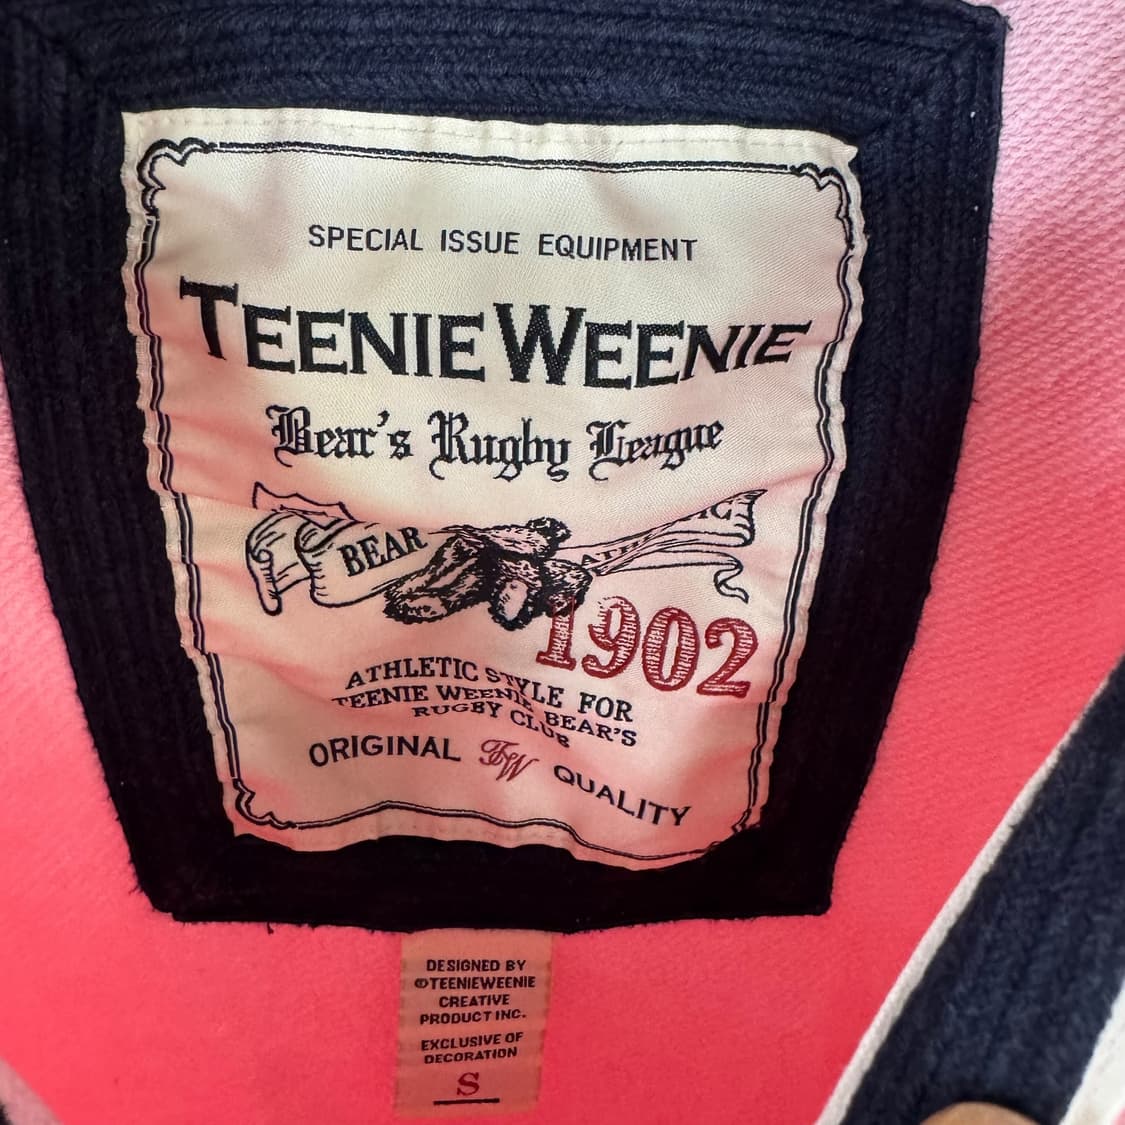 SPECIAL ISSUE EQUIPMENT
TEENIE WEENIE
Bear's Rugby League
BEAR
1902
ATHLETIC STYLE FOR
TEENIE WEENIE BEAR'S
RUGBY CLUB
ORIGINAL TW QUALITY
DESIGNED BY
©TEENIEWEENIE
CREATIVE
PRODUCT INC.
EXCLUSIVE OF
DECORATION
S